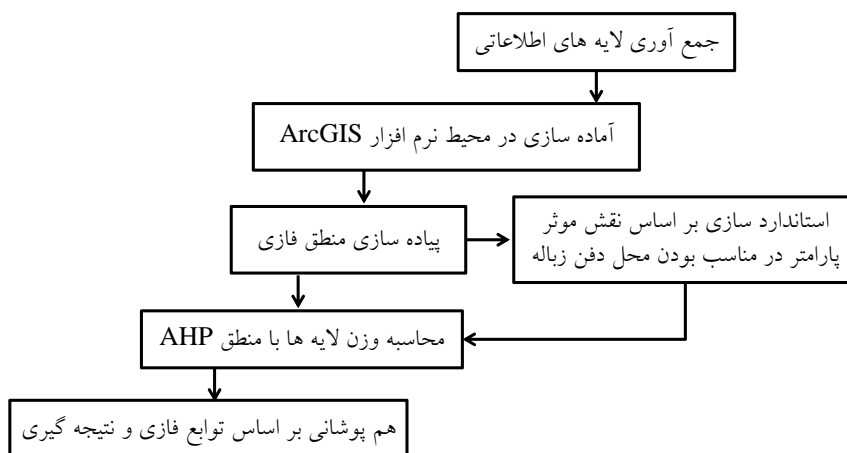 جمع آوری لایه های اطلاعاتی
آماده سازی در محیط نرم افزار ArcGIS
پیاده سازی منطق فازی
استاندارد سازی بر اساس نقش موثر
پارامتر در مناسب بودن محل دفن زباله
محاسبه وزن لایه ها با منطق AHP
هم پوشانی بر اساس توابع فازی و نتیجه گیری